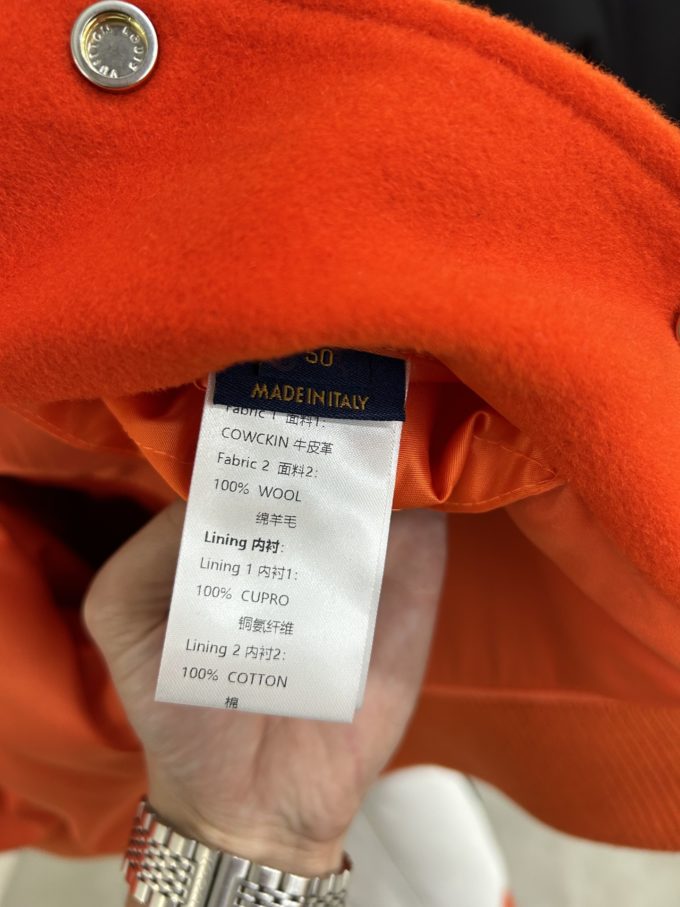 LOUIS VUITTON
50
MADE IN ITALY
Fabric 1 面料1:
COWCKIN 牛皮革
Fabric 2 面料2:
100% WOOL
绵羊毛
Lining 内衬:
Lining 1 内衬1:
100% CUPRO
铜氨纤维
Lining 2 内衬2:
100% COTTON
棉